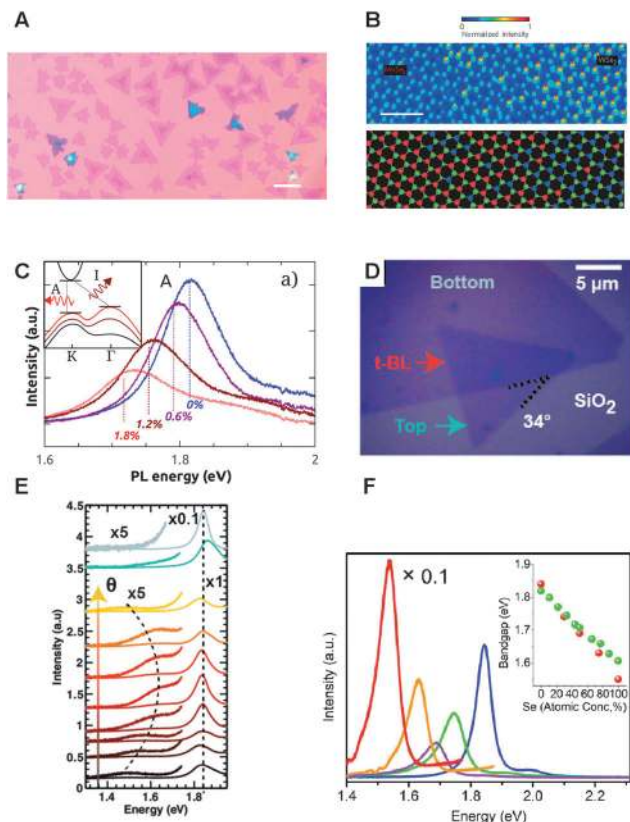 A
B
0
1
Normalized Intensity
C
a)
A
I
A
K
Γ
Intensity (a.u.)
0%
0.6%
1.2%
1.8%
1.6
1.8
2
PL energy (eV)
D
5 µm
Bottom
t-BL
SiO2
34°
Top
E
4.5
4
3.5
3
2.5
2
1.5
1
0.5
0
x5
x0.1
x1
θ
x5
Intensity (a.u)
1.4
1.6
1.8
Energy (eV)
F
× 0.1
Intensity (a.u.)
1.4
1.6
1.8
2.0
2.2
Energy (eV)
1.9
1.8
1.7
1.6
Bandgap (eV)
0
20
40
60
80
100
Se (Atomic Conc,%)